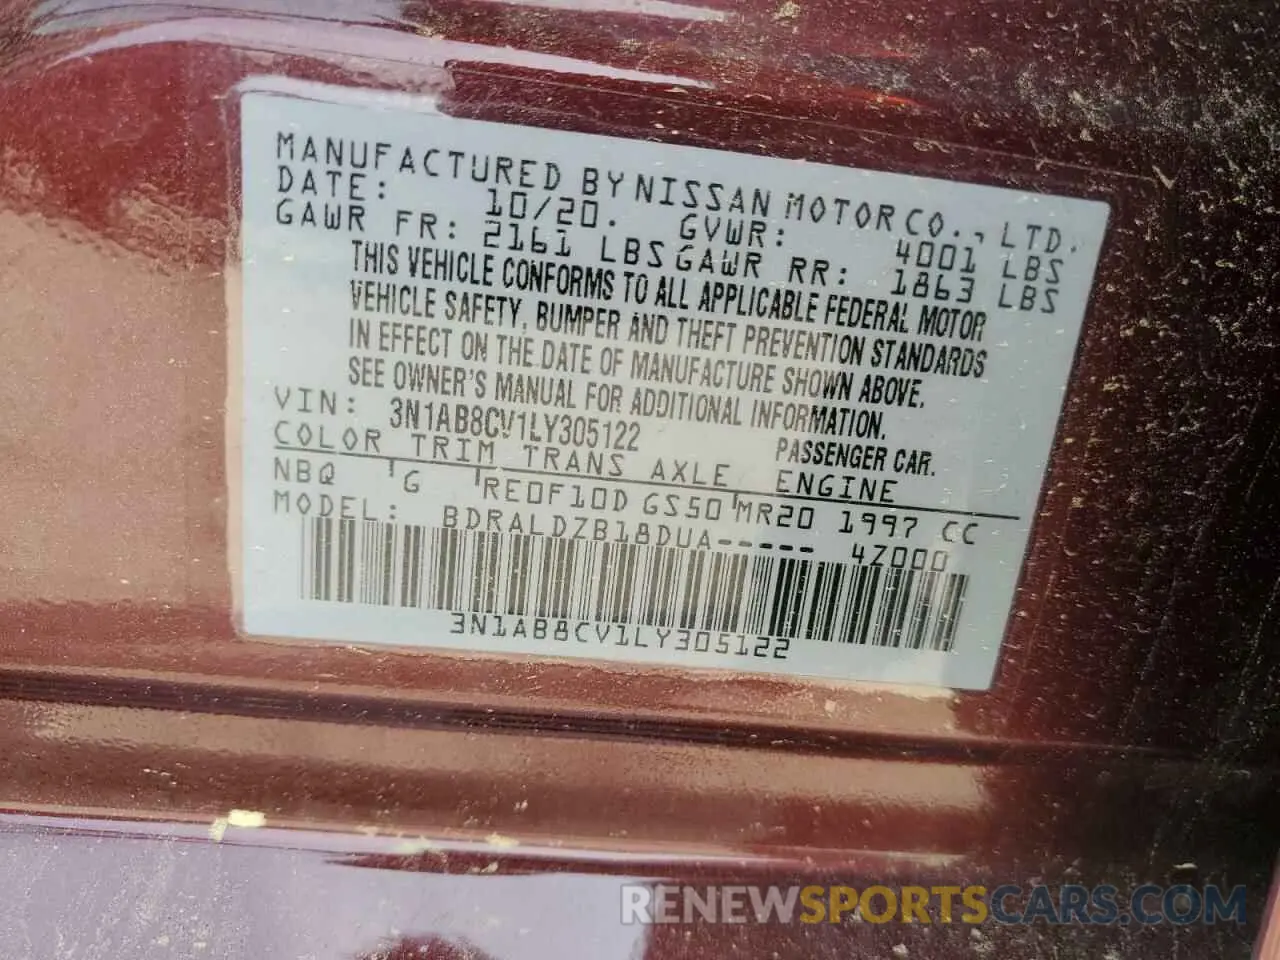 MANUFACTURED BY NISSAN MOTOR CO., LTD.
DATE: 10/20. GVWR: 4001 LBS
GAWR FR: 2161 LBS GAWR RR: 1863 LBS
THIS VEHICLE CONFORMS TO ALL APPLICABLE FEDERAL MOTOR
VEHICLE SAFETY, BUMPER AND THEFT PREVENTION STANDARDS
IN EFFECT ON THE DATE OF MANUFACTURE SHOWN ABOVE.
SEE OWNER'S MANUAL FOR ADDITIONAL INFORMATION.
VIN: 3N1AB8CV1LY305122 PASSENGER CAR.
COLOR TRIM TRANS AXLE ENGINE
NBQ G RE0F10D GS50 MR20 1997 CC
MODEL: BDRALDZB18DUA----- 4Z000
3N1AB8CV1LY305122
RENEWSPORTSCARS.COM